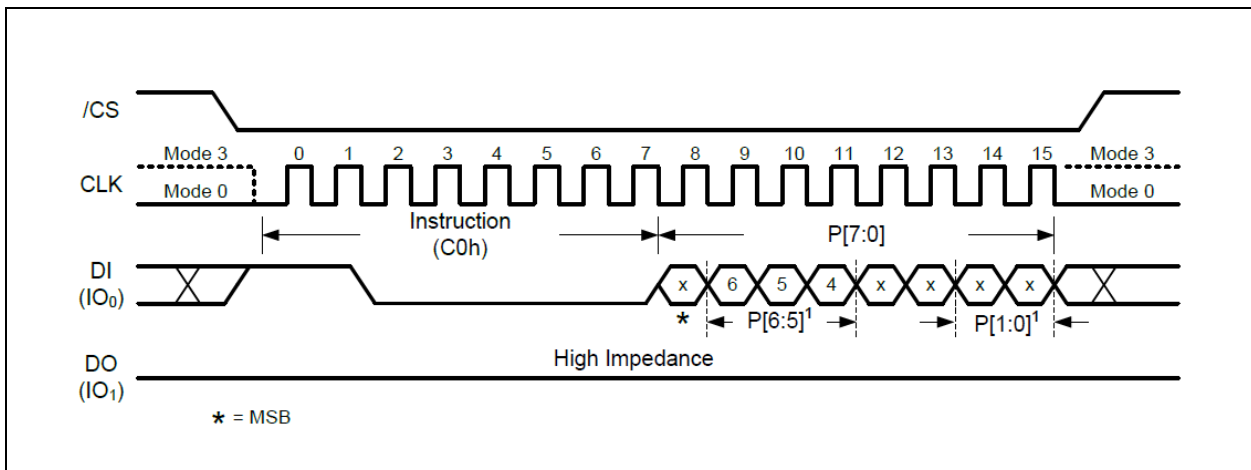 /CS
Mode 3 0 1 2 3 4 5 6 7 8 9 10 11 12 13 14 15 Mode 3
CLK
Mode 0 Mode 0
Instruction
(C0h)
P[7:0]
DI
(IO₀)
x 6 5 4 x x x x
* P[6:5]¹ P[1:0]¹
High Impedance
DO
(IO₁)
* = MSB